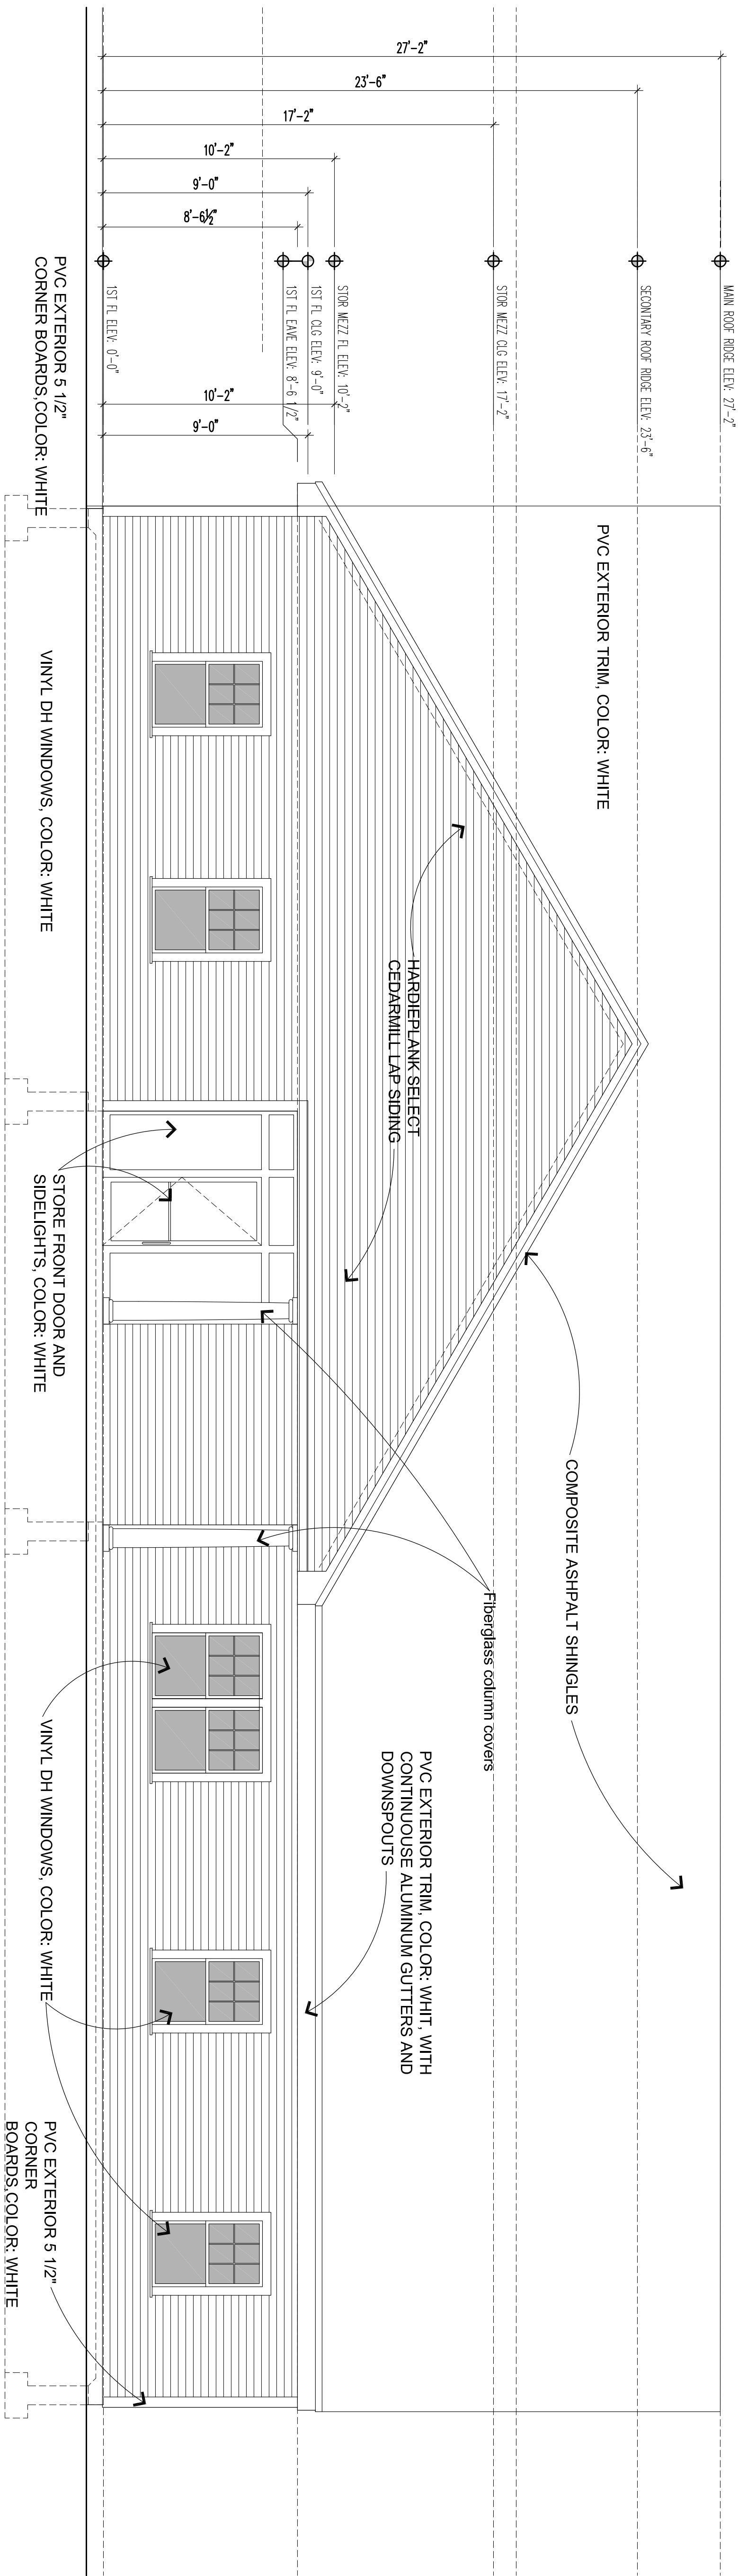 27'-2"
23'-6"
17'-2"
10'-2"
9'-0"
8'-6½"
MAIN ROOF RIDGE ELEV: 27'-2"
SECONTARY ROOF RIDGE ELEV: 23'-6"
STOR MEZZ CLG ELEV: 17'-2"
STOR MEZZ FL ELEV: 10'-2"
1ST FL CLG ELEV: 9'-0"
1ST FL EAVE ELEV: 8'-6 1/2"
1ST FL ELEV: 0'-0"
10'-2"
9'-0"
PVC EXTERIOR 5 1/2"
CORNER BOARDS,COLOR: WHITE
PVC EXTERIOR TRIM, COLOR: WHITE
VINYL DH WINDOWS, COLOR: WHITE
HARDIEPLANK SELECT
CEDARMILL LAP SIDING
STORE FRONT DOOR AND
SIDELIGHTS, COLOR: WHITE
COMPOSITE ASHPALT SHINGLES
Fiberglass column covers
PVC EXTERIOR TRIM, COLOR: WHIT, WITH
CONTINUOUSE ALUMINUM GUTTERS AND
DOWNSPOUTS
VINYL DH WINDOWS, COLOR: WHITE
PVC EXTERIOR 5 1/2"
CORNER
BOARDS,COLOR: WHITE